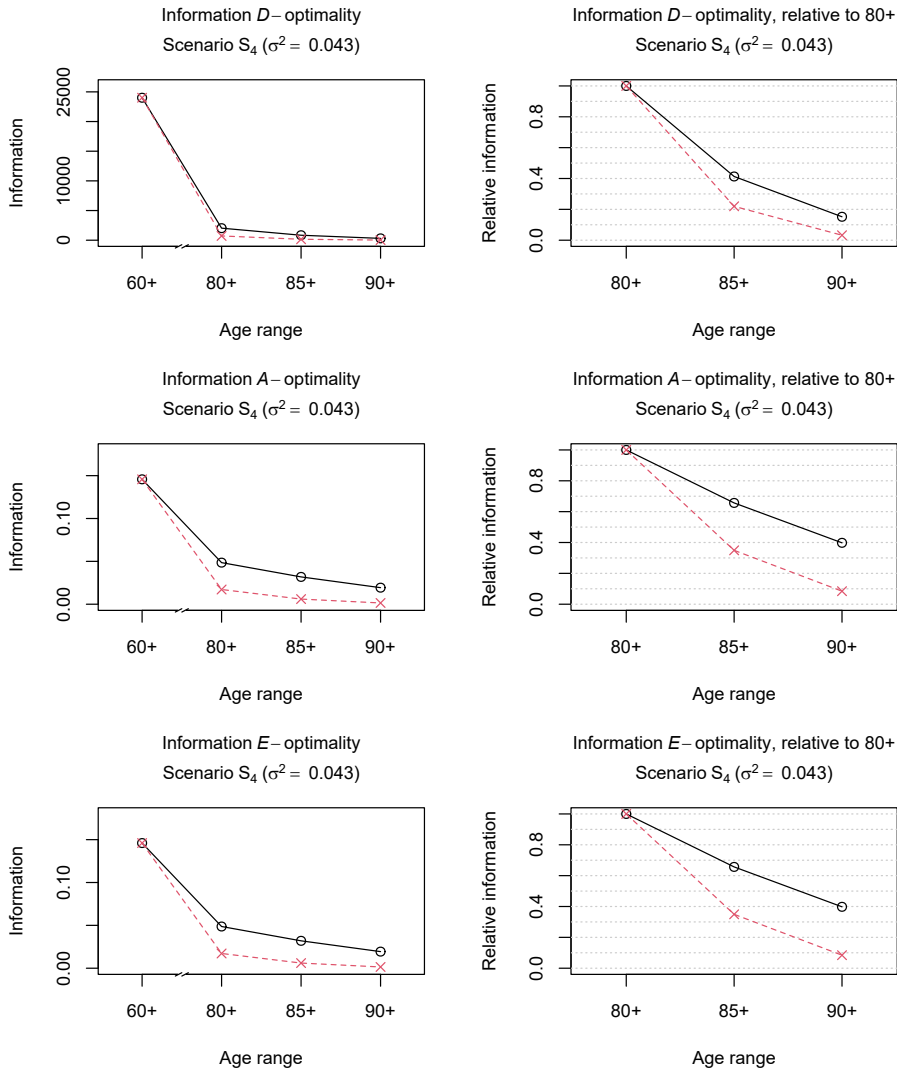 Information D−optimality
Scenario S₄ (σ² = 0.043)
Information
25000
10000
0
60+ 80+ 85+ 90+
Age range
Information D−optimality, relative to 80+
Scenario S₄ (σ² = 0.043)
Relative information
0.8
0.4
0.0
80+ 85+ 90+
Age range
Information A−optimality
Scenario S₄ (σ² = 0.043)
Information
0.10
0.00
60+ 80+ 85+ 90+
Age range
Information A−optimality, relative to 80+
Scenario S₄ (σ² = 0.043)
Relative information
0.8
0.4
0.0
80+ 85+ 90+
Age range
Information E−optimality
Scenario S₄ (σ² = 0.043)
Information
0.10
0.00
60+ 80+ 85+ 90+
Age range
Information E−optimality, relative to 80+
Scenario S₄ (σ² = 0.043)
Relative information
0.8
0.4
0.0
80+ 85+ 90+
Age range